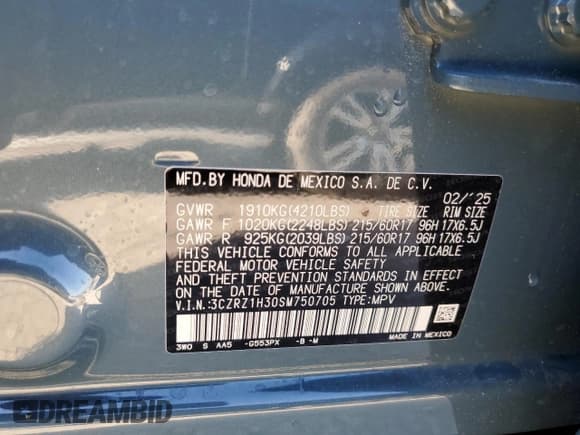 MFD.BY HONDA DE MEXICO S.A. DE C.V.
02/'25
GVWR 1910KG(4210LBS) TIRE SIZE RIM SIZE
GAWR F 1020KG(2248LBS) 215/60R17 96H 17X6.5J
GAWR R 925KG(2039LBS) 215/60R17 96H 17X6.5J
THIS VEHICLE CONFORMS TO ALL APPLICABLE
FEDERAL MOTOR VEHICLE SAFETY
AND THEFT PREVENTION STANDARDS IN EFFECT
ON THE DATE OF MANUFACTURE SHOWN ABOVE.
V.I.N.:3CZRZ1H30SM750705 TYPE:MPV
3W0 S AA5 -G553PX -B -M
MADE IN MEXICO
DREAMBID